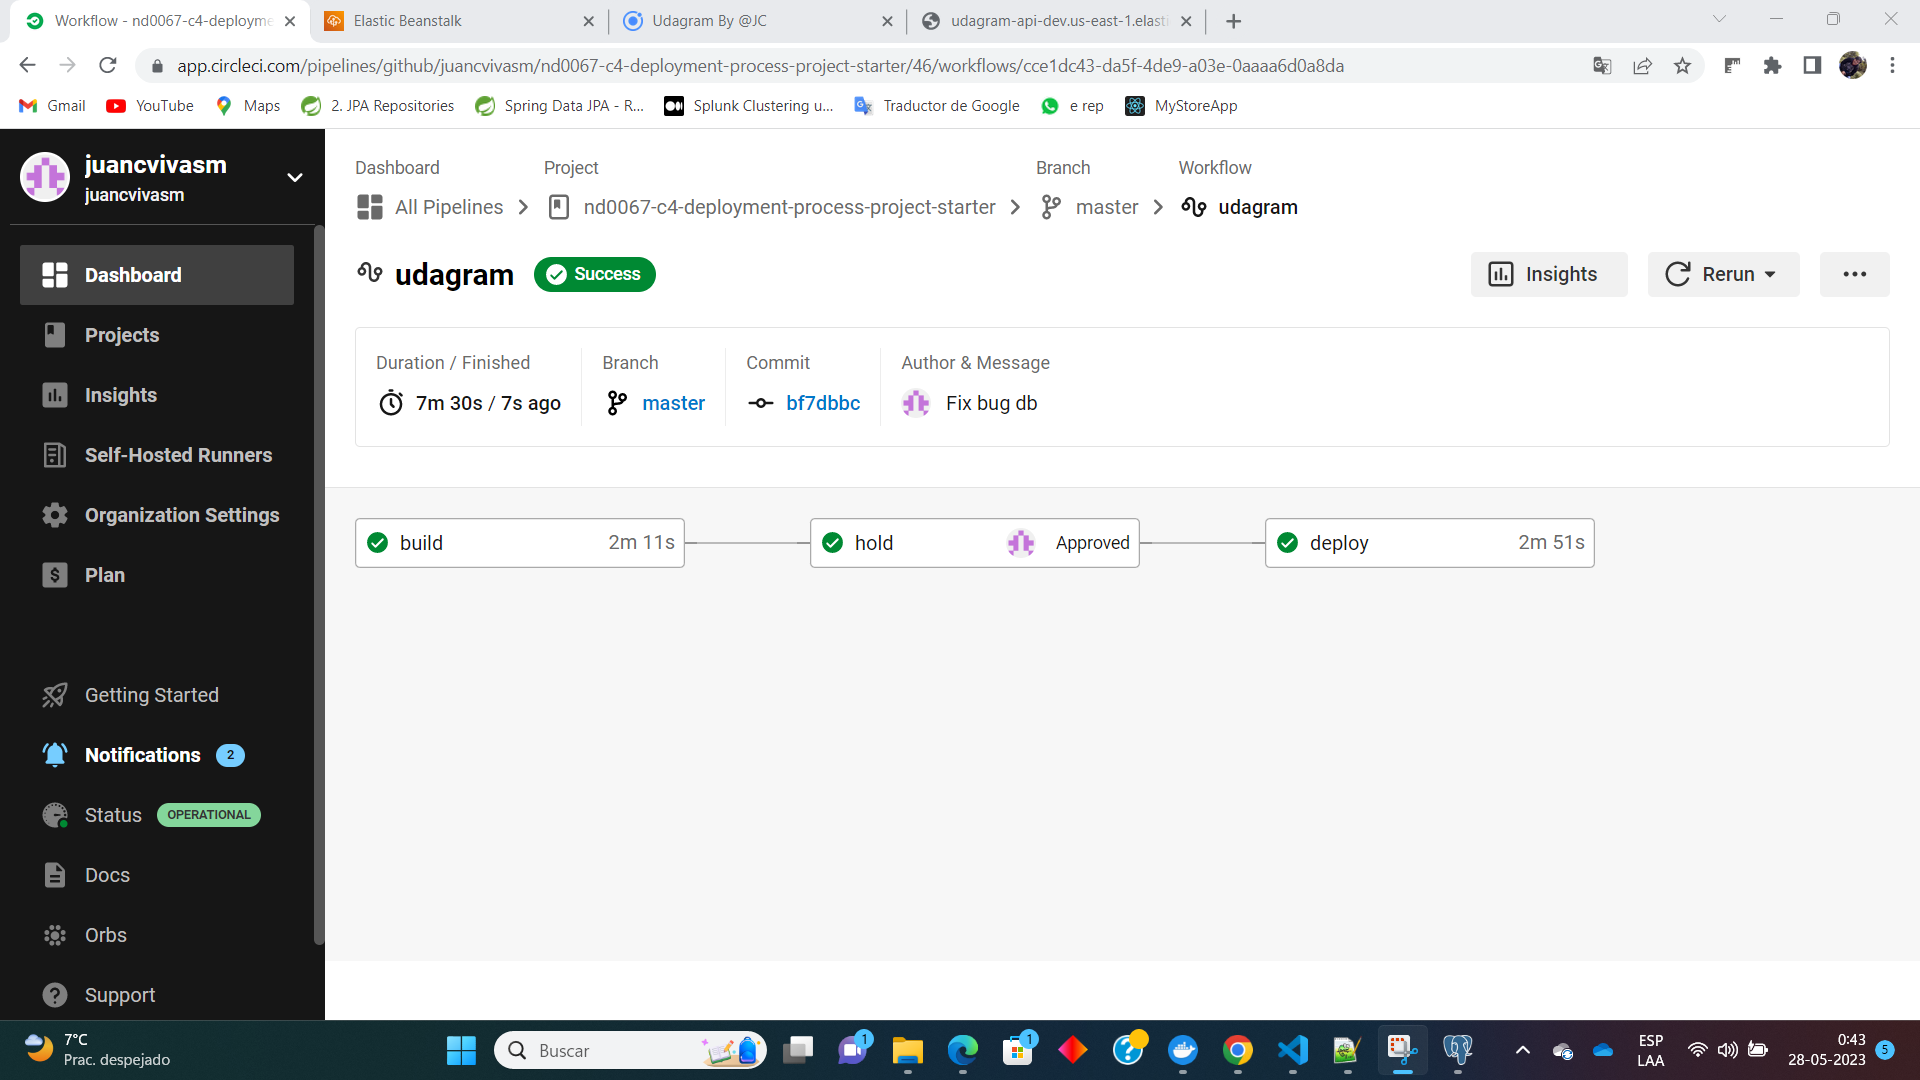 Workflow - nd0067-c4-deployme
Elastic Beanstalk
Udagram By @JC
udagram-api-dev.us-east-1.elasti
app.circleci.com/pipelines/github/juancvivasm/nd0067-c4-deployment-process-project-starter/46/workflows/cce1dc43-da5f-4de9-a03e-0aaaa6d0a8da
Gmail
YouTube
Maps
2. JPA Repositories
Spring Data JPA - R...
Splunk Clustering u...
Traductor de Google
e rep
MyStoreApp
juancvivasm
juancvivasm
Dashboard
Projects
Insights
Self-Hosted Runners
Organization Settings
Plan
Getting Started
Notifications 2
Status OPERATIONAL
Docs
Orbs
Support
Dashboard Project Branch Workflow
All Pipelines nd0067-c4-deployment-process-project-starter master udagram
udagram Success
Insights
Rerun
Duration / Finished Branch Commit Author & Message
7m 30s / 7s ago master bf7dbbc Fix bug db
build 2m 11s
hold Approved
deploy 2m 51s
7°C
Prac. despejado
Buscar
1
1
ESP
LAA
0:43
28-05-2023
5